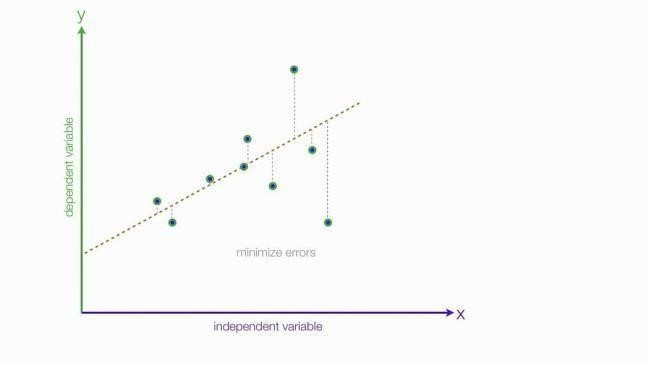 y
dependent variable
minimize errors
x
independent variable